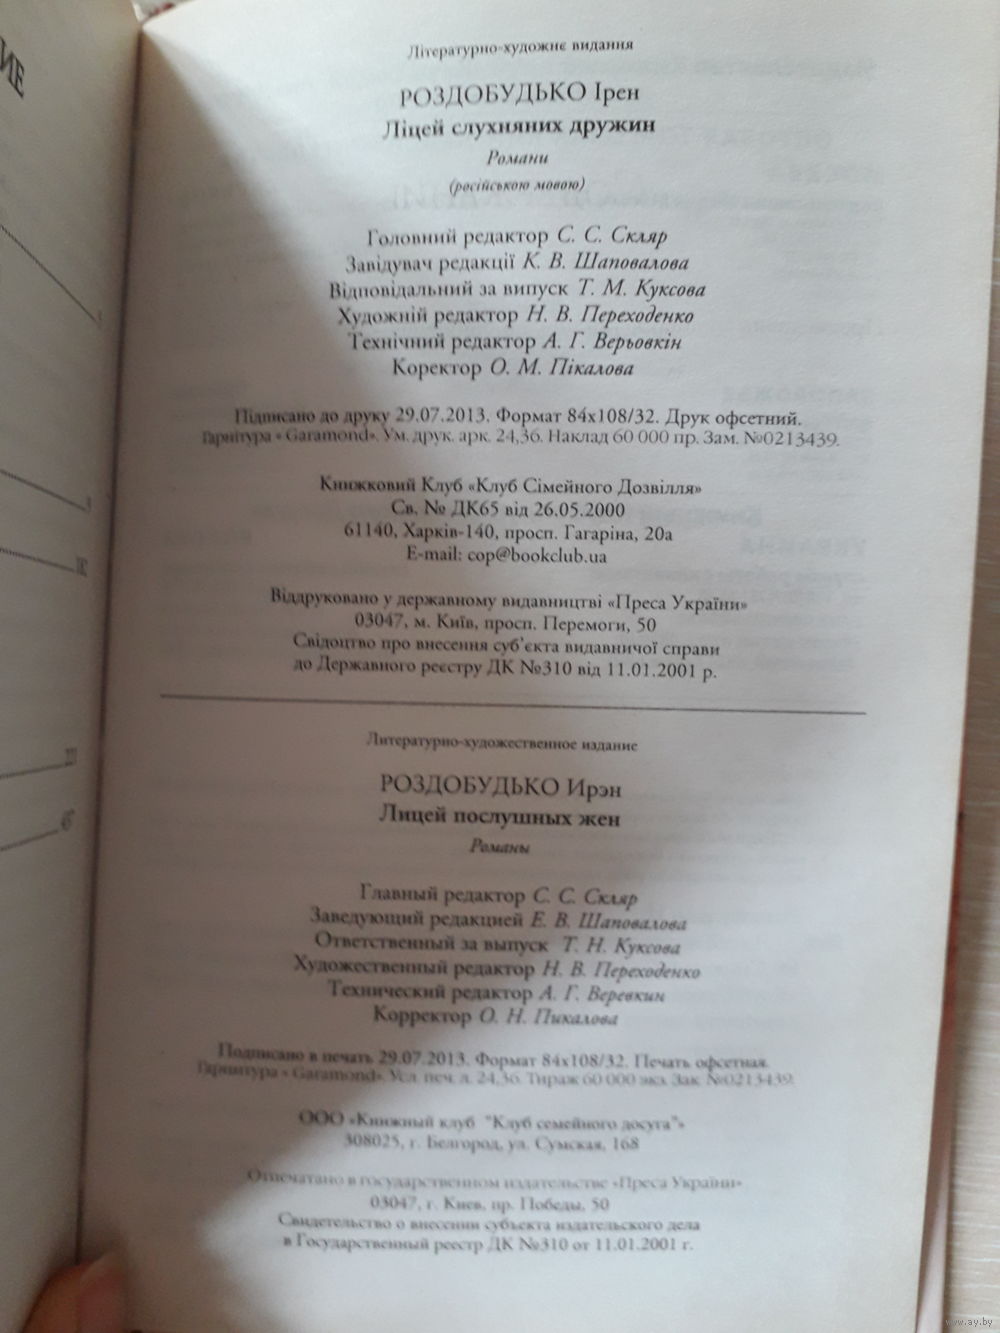 ИЕ
9
182
221
Літературно-художнє видання
РОЗДОБУДЬКО Ірен
Ліцей слухняних дружин
Романи
(російською мовою)
Головний редактор С. С. Скляр
Завідувач редакції К. В. Шаповалова
Відповідальний за випуск Т. М. Куксова
Художній редактор Н. В. Переходенко
Технічний редактор А. Г. Верьовкін
Коректор О. М. Пікалова
Підписано до друку 29.07.2013. Формат 84х108/32. Друк офсетний.
Гарнітура « Garamond». Ум. друк. арк. 24,36. Наклад 60 000 пр. Зам. №0213439.
Книжковий Клуб «Клуб Сімейного Дозвілля»
Св. № ДК65 від 26.05.2000
61140, Харків-140, просп. Гагаріна, 20а
E-mail: cop@bookclub.ua
Віддруковано у державному видавництві «Преса України»
03047, м. Київ, просп. Перемоги, 50
Свідоцтво про внесення суб’єкта видавничої справи
до Державного реєстру ДК №310 від 11.01.2001 р.
Литературно-художественное издание
РОЗДОБУДЬКО Ирэн
Лицей послушных жен
Романы
Главный редактор С. С. Скляр
Заведующий редакцией Е. В. Шаповалова
Ответственный за выпуск Т. Н. Куксова
Художественный редактор Н. В. Переходенко
Технический редактор А. Г. Веревкин
Корректор О. Н. Пикалова
Подписано в печать 29.07.2013. Формат 84х108/32. Печать офсетная.
Гарнитура « Garamond». Усл. печ. л. 24,36. Тираж 60 000 экз. Зак. №0213439.
ООО «Книжный клуб "Клуб семейного досуга"»
308025, г. Белгород, ул. Сумская, 168
Отпечатано в государственном издательстве «Преса України»
03047, г. Киев, пр. Победы, 50
Свидетельство о внесении субъекта издательского дела
в Государственный реестр ДК №310 от 11.01.2001 г.
www.ay.by